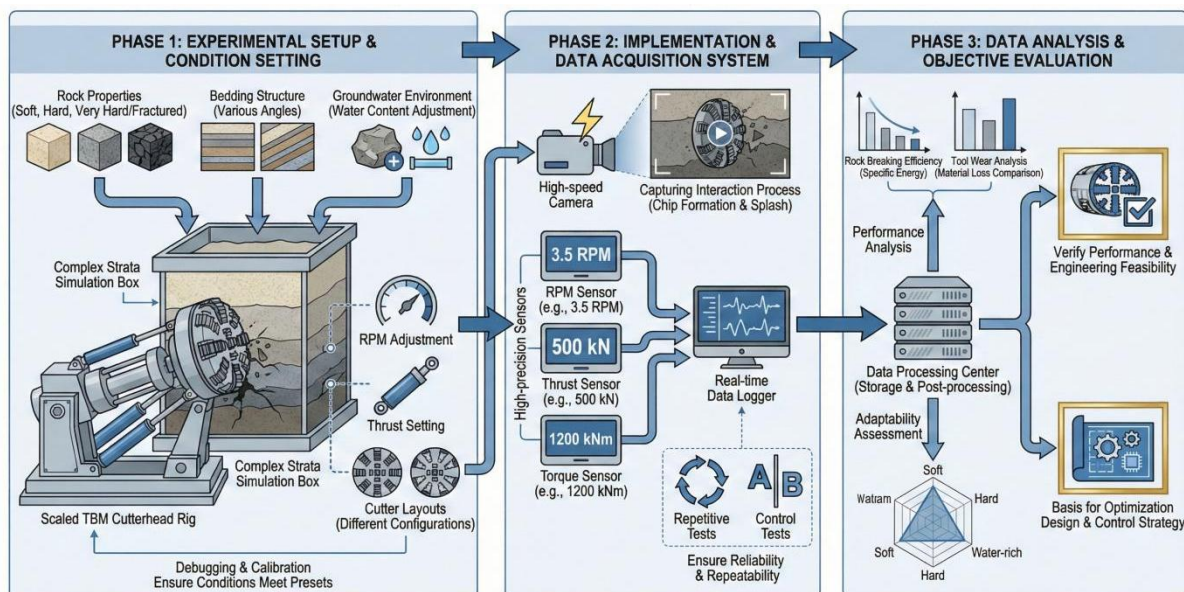 PHASE 1: EXPERIMENTAL SETUP &
CONDITION SETTING
Rock Properties
(Soft, Hard, Very Hard/Fractured)
Bedding Structure
(Various Angles)
Groundwater Environment
(Water Content Adjustment)
Complex Strata
Simulation Box
RPM Adjustment
Thrust Setting
Complex Strata
Simulation Box
Scaled TBM Cutterhead Rig
Cutter Layouts
(Different Configurations)
Debugging & Calibration
Ensure Conditions Meet Presets
PHASE 2: IMPLEMENTATION &
DATA ACQUISITION SYSTEM
High-speed
Camera
Capturing Interaction Process
(Chip Formation & Splash)
High-precision Sensors
3.5 RPM
RPM Sensor
(e.g., 3.5 RPM)
500 kN
Thrust Sensor
(e.g., 500 kN)
1200 kNm
Torque Sensor
(e.g., 1200 kNm)
Real-time
Data Logger
A B
Repetitive
Tests
Control
Tests
Ensure Reliability
& Repeatability
PHASE 3: DATA ANALYSIS &
OBJECTIVE EVALUATION
Rock Breaking Efficiency
(Specific Energy)
Tool Wear Analysis
(Material Loss Comparison)
Performance
Analysis
Verify Performance &
Engineering Feasibility
Data Processing Center
(Storage & Post-processing)
Adaptability
Assessment
Soft
Hard
Water-rich
Hard
Soft
Basis for Optimization
Design & Control Strategy